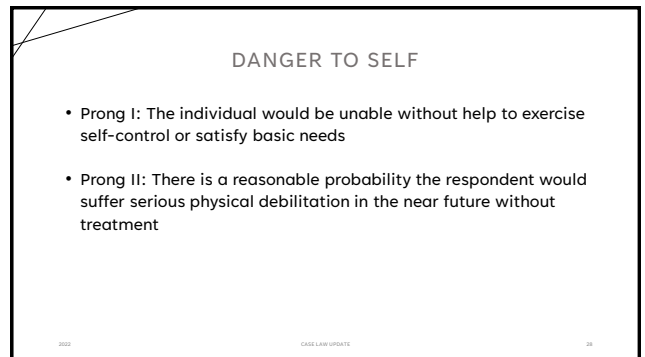 DANGER TO SELF
• Prong I: The individual would be unable without help to exercise
self-control or satisfy basic needs
• Prong II: There is a reasonable probability the respondent would
suffer serious physical debilitation in the near future without
treatment
2022 CASE LAW UPDATE 28